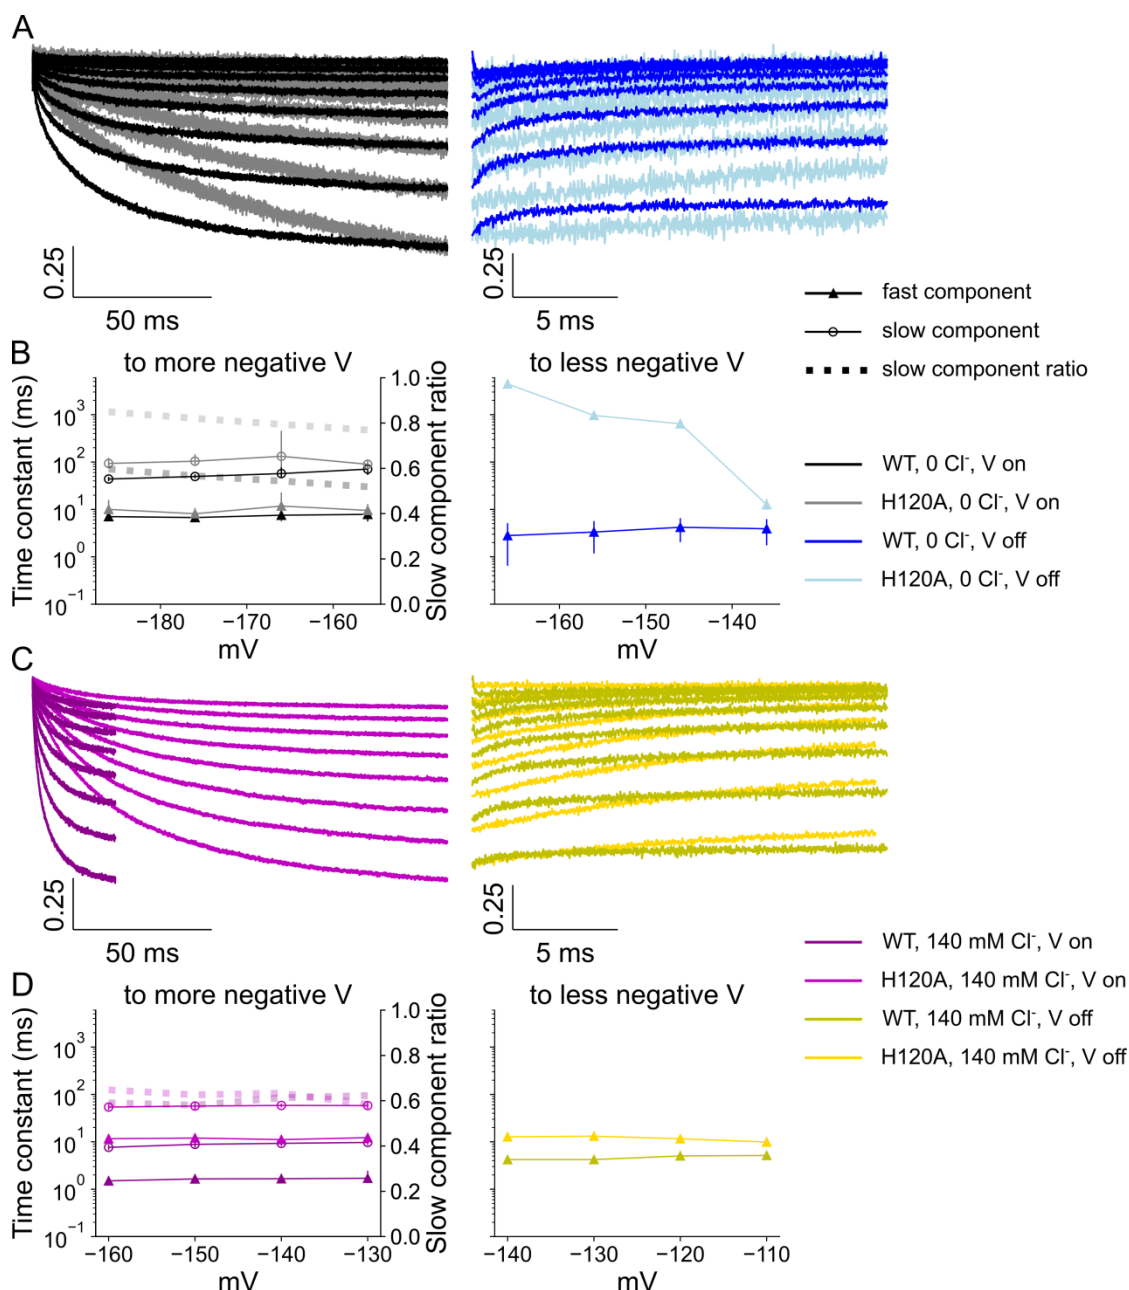 A
0.25
50 ms
0.25
5 ms
fast component
slow component
slow component ratio
B
to more negative V
to less negative V
Time constant (ms)
10³
10²
10¹
10⁰
10⁻¹
1.0
0.8
0.6
0.4
0.2
0.0
Slow component ratio
−180
−170
−160
mV
−160
−150
−140
mV
WT, 0 Cl⁻, V on
H120A, 0 Cl⁻, V on
WT, 0 Cl⁻, V off
H120A, 0 Cl⁻, V off
C
0.25
50 ms
0.25
5 ms
WT, 140 mM Cl⁻, V on
H120A, 140 mM Cl⁻, V on
WT, 140 mM Cl⁻, V off
H120A, 140 mM Cl⁻, V off
D
to more negative V
to less negative V
Time constant (ms)
10³
10²
10¹
10⁰
10⁻¹
1.0
0.8
0.6
0.4
0.2
0.0
Slow component ratio
−160
−150
−140
−130
mV
−140
−130
−120
−110
mV